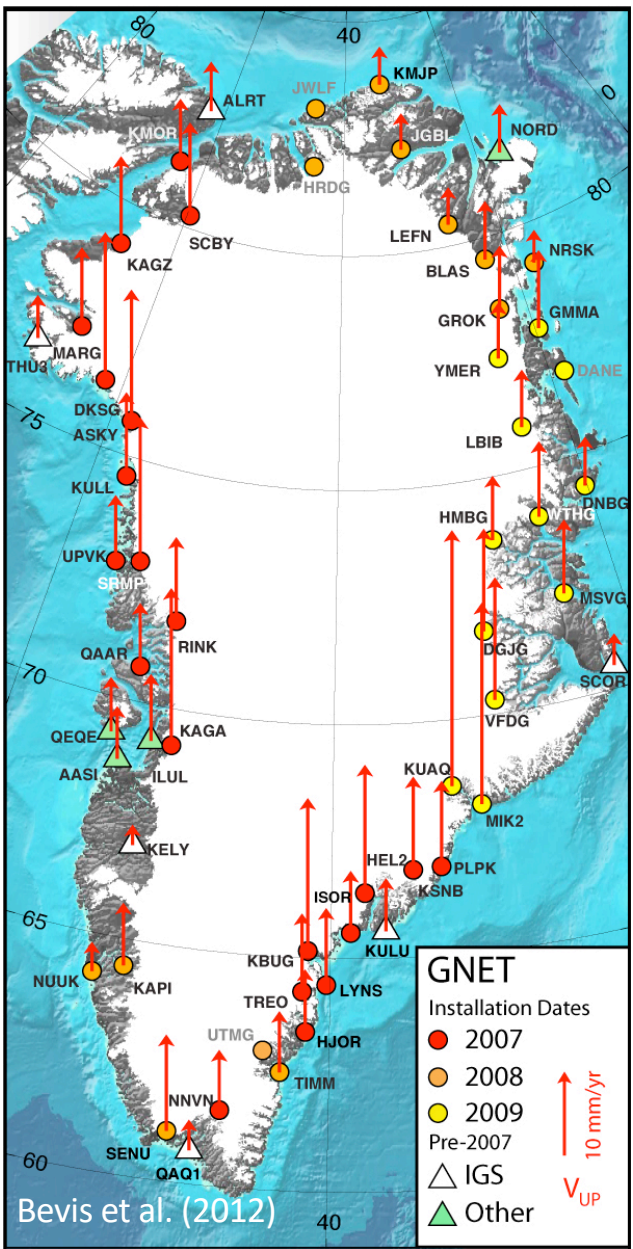 80
40
0
KMJP
JWLF
ALRT
KMOR
JGBL
NORD
HRDG
80
SCBY
LEFN
KAGZ
BLAS
NRSK
GROK
GMMA
THU3
MARG
YMER
DANE
DKSG
75
ASKY
LBIB
KULL
DNBG
HMBG
WTHG
UPVK
SRMP
MSVG
RINK
DGJG
QAAR
70
SCOR
VFDG
QEQE
KAGA
AASI
ILUL
KUAQ
MIK2
KELY
HEL2
PLPK
ISOR
KSNB
65
KULU
KBUG
NUUK
KAPI
LYNS
TREO
UTMG
HJOR
TIMM
NNVN
SENU
QAQ1
60
40
Bevis et al. (2012)
GNET
Installation Dates
2007
2008
2009
Pre-2007
IGS
Other
10 mm/yr
VUP